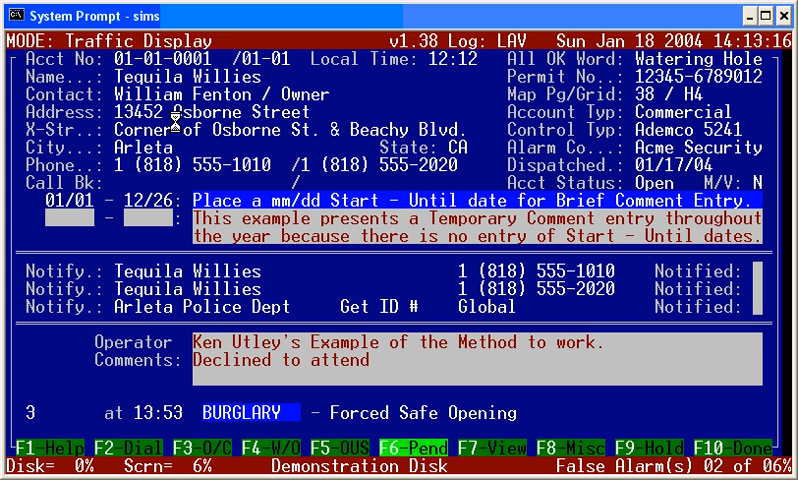 System Prompt - sims
MODE: Traffic Display v1.38 Log: LAV Sun Jan 18 2004 14:13:16
Acct No: 01-01-0001 /01-01 Local Time: 12:12 All OK Word: Watering Hole
Name...: Tequila Willies Permit No..: 12345-6789012
Contact: William Fenton / Owner Map Pg/Grid: 38 / H4
Address: 13452 Osborne Street Account Typ: Commercial
X-Str..: Corner of Osborne St. & Beachy Blvd. Control Typ: Ademco 5241
City...: Arleta State: CA Alarm Co...: Acme Security
Phone..: 1 (818) 555-1010 /1 (818) 555-2020 Dispatched.: 01/17/04
Call Bk: / Acct Status: Open M/V: N
01/01 - 12/26: Place a mm/dd Start - Until date for Brief Comment Entry.
- : This example presents a Temporary Comment entry throughout
the year because there is no entry of Start - Until dates.
Notify.: Tequila Willies 1 (818) 555-1010 Notified:
Notify.: Tequila Willies 1 (818) 555-2020 Notified:
Notify.: Arleta Police Dept Get ID # Global Notified:
Operator Ken Utley's Example of the Method to work.
Comments: Declined to attend
3 at 13:53 BURGLARY - Forced Safe Opening
F1-Help F2-Dial F3-O/C F4-W/O F5-OUS F6-Pend F7-View F8-Misc F9-Hold F10-Done
Disk= 0% Scrn= 6% Demonstration Disk False Alarm(s) 02 of 06%